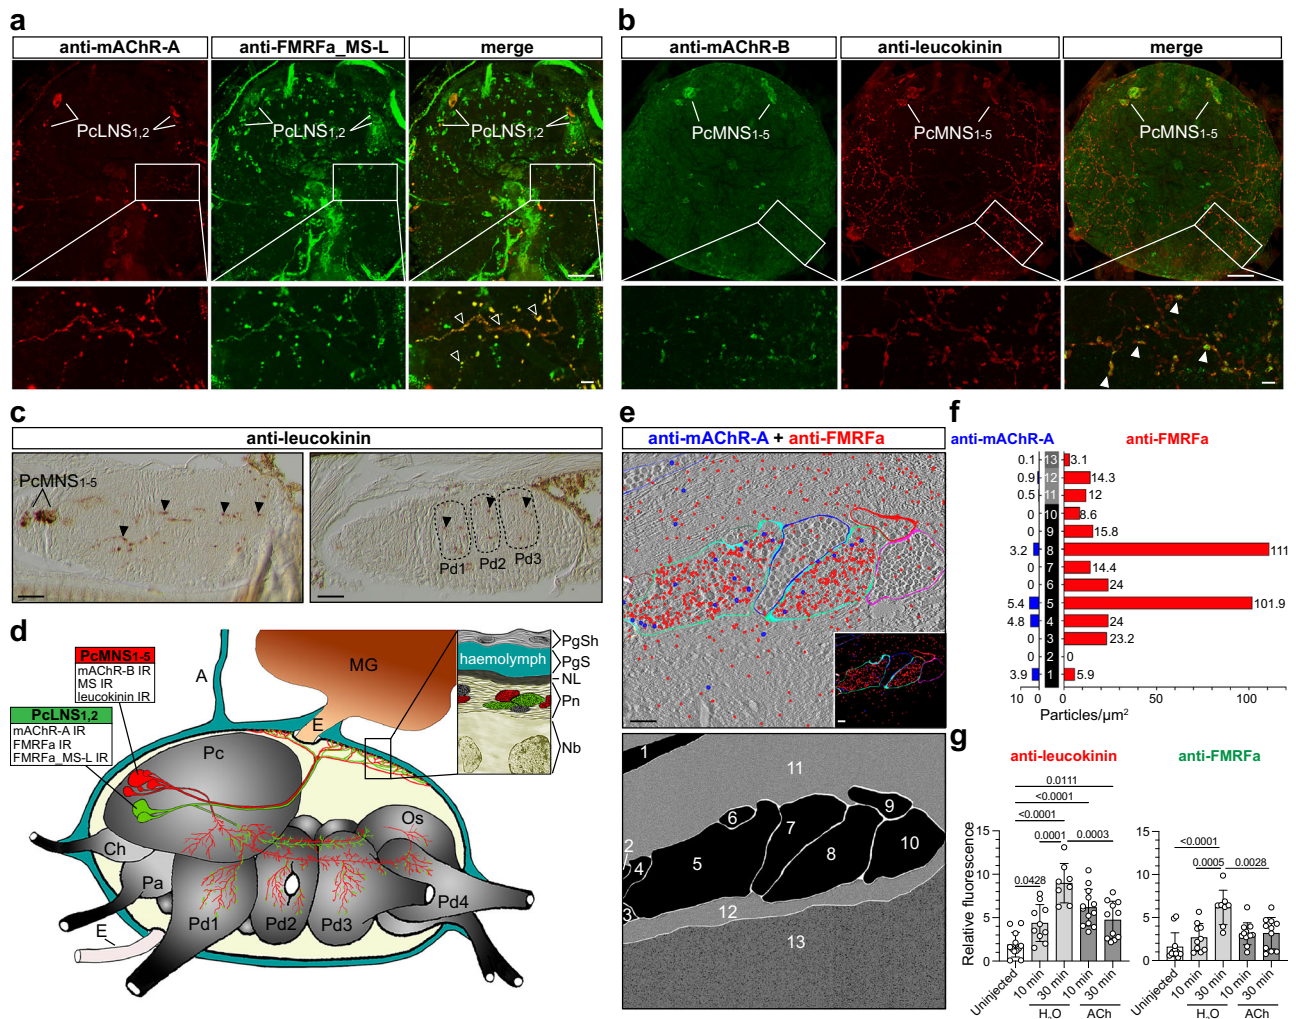 a
anti-mAChR-A
anti-FMRFa_MS-L
merge
PcLNS1,2
PcLNS1,2
PcLNS1,2
b
anti-mAChR-B
anti-leucokinin
merge
PcMNS1-5
PcMNS1-5
PcMNS1-5
c
anti-leucokinin
PcMNS1-5
Pd1
Pd2
Pd3
d
PcMNS1-5
mAChR-B IR
MS IR
leucokinin IR
PcLNS1,2
mAChR-A IR
FMRFa IR
FMRFa_MS-L IR
A
MG
E
Pc
Os
Ch
Pa
E
Pd1
Pd2
Pd3
Pd4
haemolymph
PgSh
PgS
NL
Pn
Nb
e
anti-mAChR-A + anti-FMRFa
1
11
6
9
2
7
10
4
5
8
3
12
13
f
anti-mAChR-A
anti-FMRFa
0.1 13 3.1
0.9 12 14.3
0.5 11 12
0 10 8.6
0 9 15.8
3.2 8 111
0 7 14.4
0 6 24
5.4 5 101.9
4.8 4 24
0 3 23.2
0 2 0
3.9 1 5.9
10 0 0 50 100
Particles/µm2
g
anti-leucokinin
anti-FMRFa
0.0111
<0.0001
<0.0001
0.0001
0.0003
0.0428
<0.0001
0.0005
0.0028
Relative fluorescence
15
10
5
0
15
10
5
0
Uninjected
10 min
30 min
10 min
30 min
H2O
ACh
Uninjected
10 min
30 min
10 min
30 min
H2O
ACh